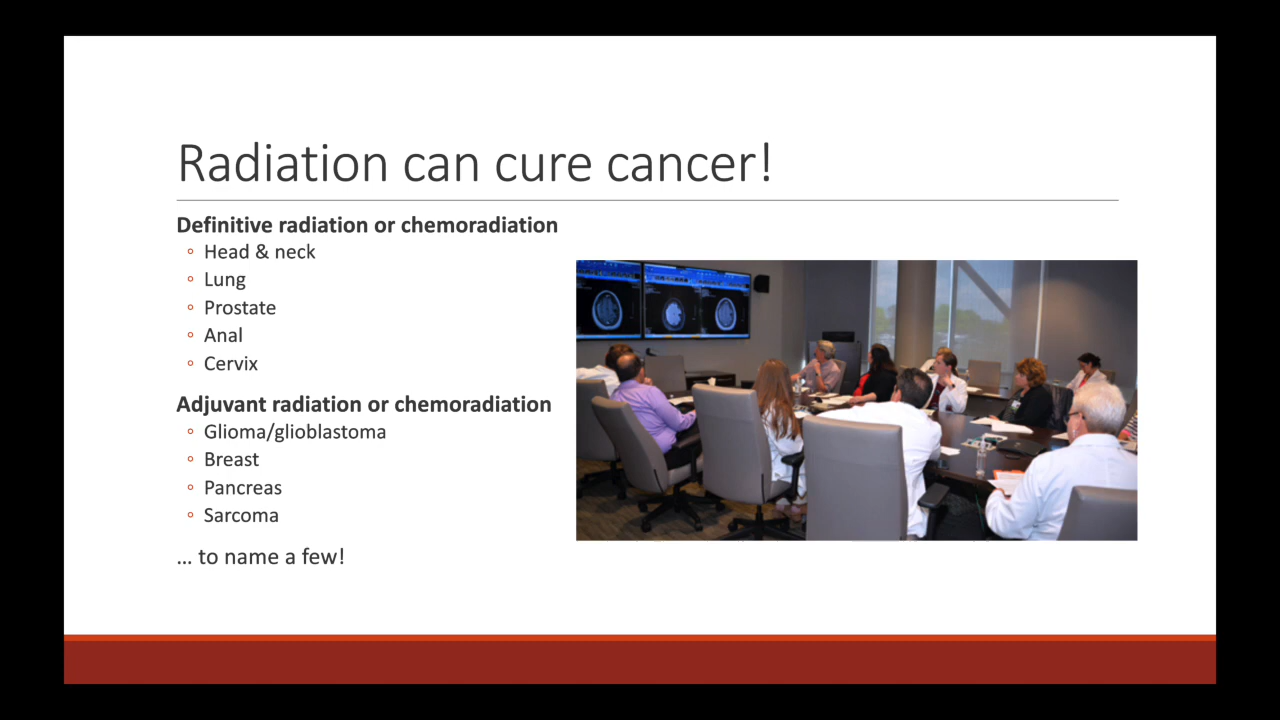 Radiation can cure cancer!
Definitive radiation or chemoradiation
◦ Head & neck
◦ Lung
◦ Prostate
◦ Anal
◦ Cervix
Adjuvant radiation or chemoradiation
◦ Glioma/glioblastoma
◦ Breast
◦ Pancreas
◦ Sarcoma
... to name a few!